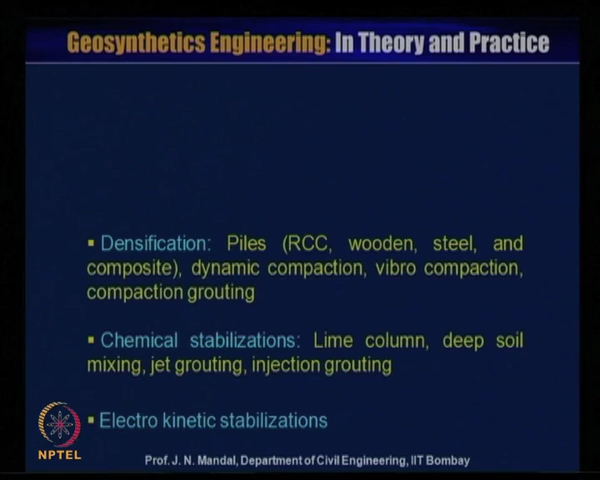 Geosynthetics Engineering: In Theory and Practice
▪ Densification: Piles (RCC, wooden, steel, and
composite), dynamic compaction, vibro compaction,
compaction grouting
▪ Chemical stabilizations: Lime column, deep soil
mixing, jet grouting, injection grouting
▪ Electro kinetic stabilizations
NPTEL
Prof. J. N. Mandal, Department of Civil Engineering, IIT Bombay